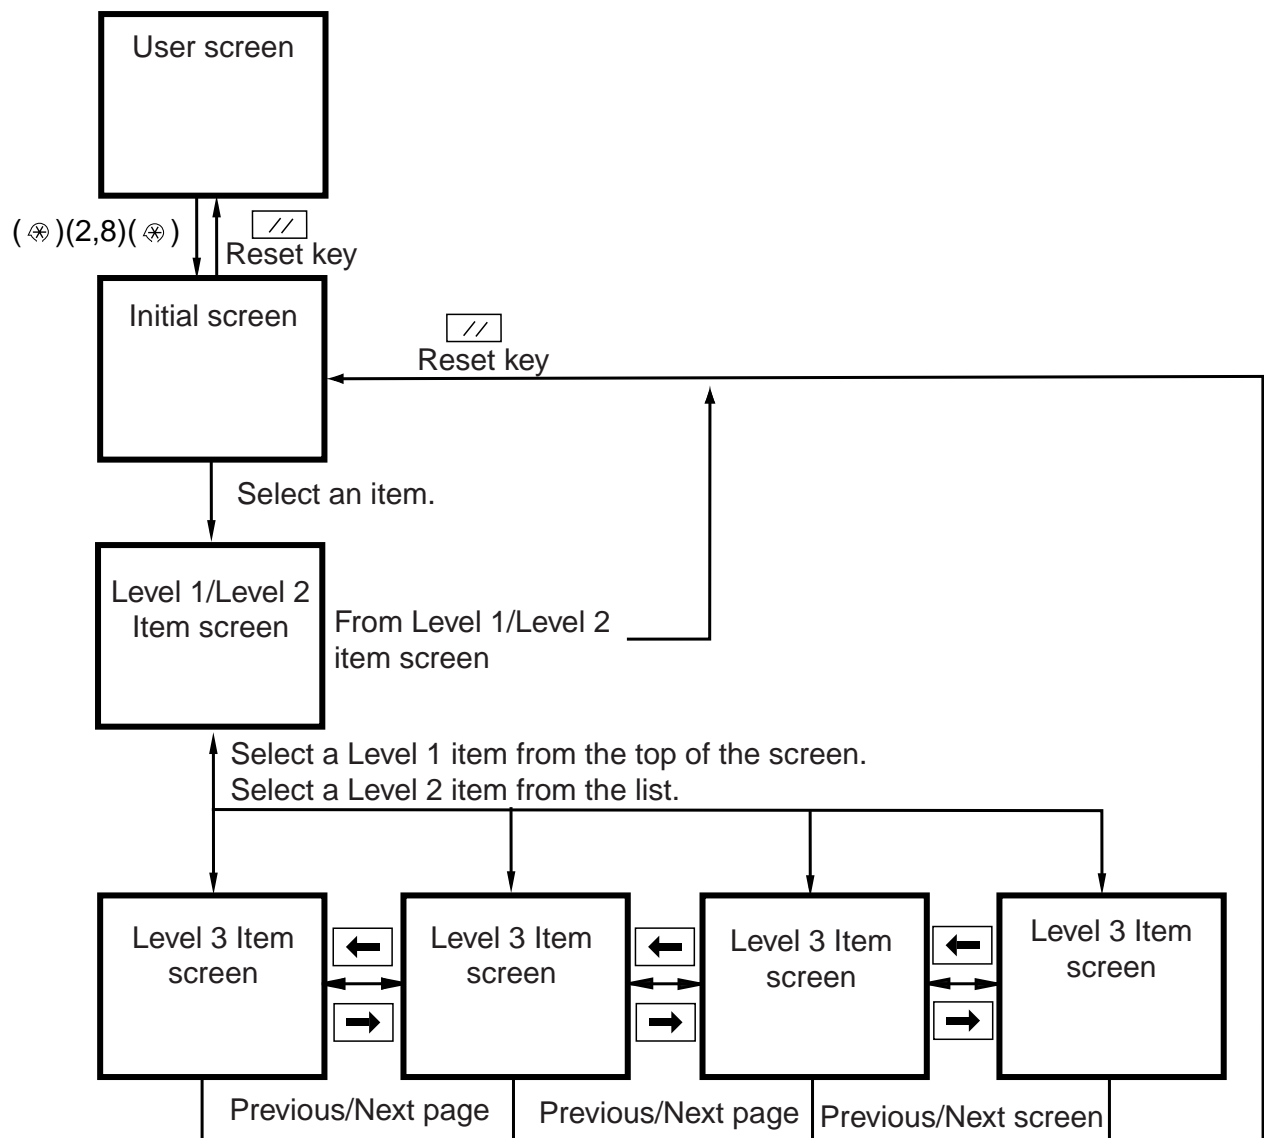 User screen
(⊛)(2,8)(⊛)
Reset key
Initial screen
Reset key
Select an item.
Level 1/Level 2
Item screen
From Level 1/Level 2
item screen
Select a Level 1 item from the top of the screen.
Select a Level 2 item from the list.
Level 3 Item
screen
Level 3 Item
screen
Level 3 Item
screen
Level 3 Item
screen
Previous/Next page
Previous/Next page
Previous/Next screen